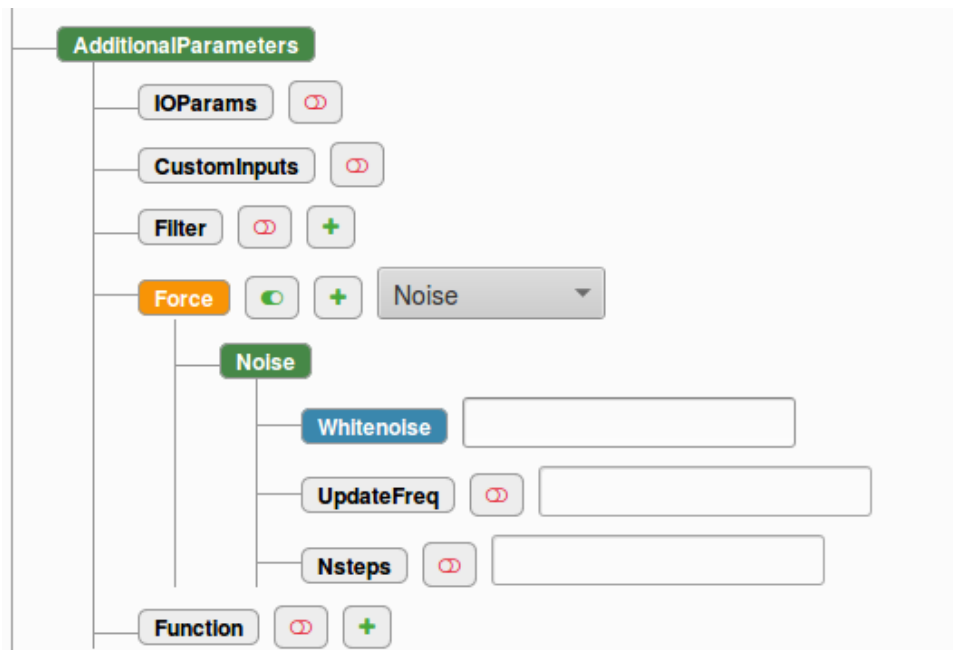 AdditionalParameters
IOParams
CustomInputs
Filter
Force Noise
Noise
Whitenoise
UpdateFreq
Nsteps
Function